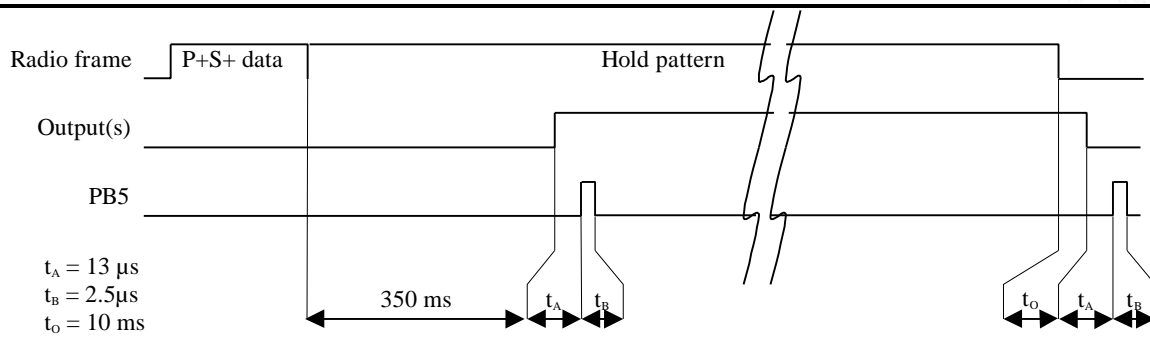 Radio frame
P+S+ data
Hold pattern
Output(s)
PB5
tA = 13 µs
tB = 2.5µs
tO = 10 ms
350 ms
tA
tB
tO
tA
tB